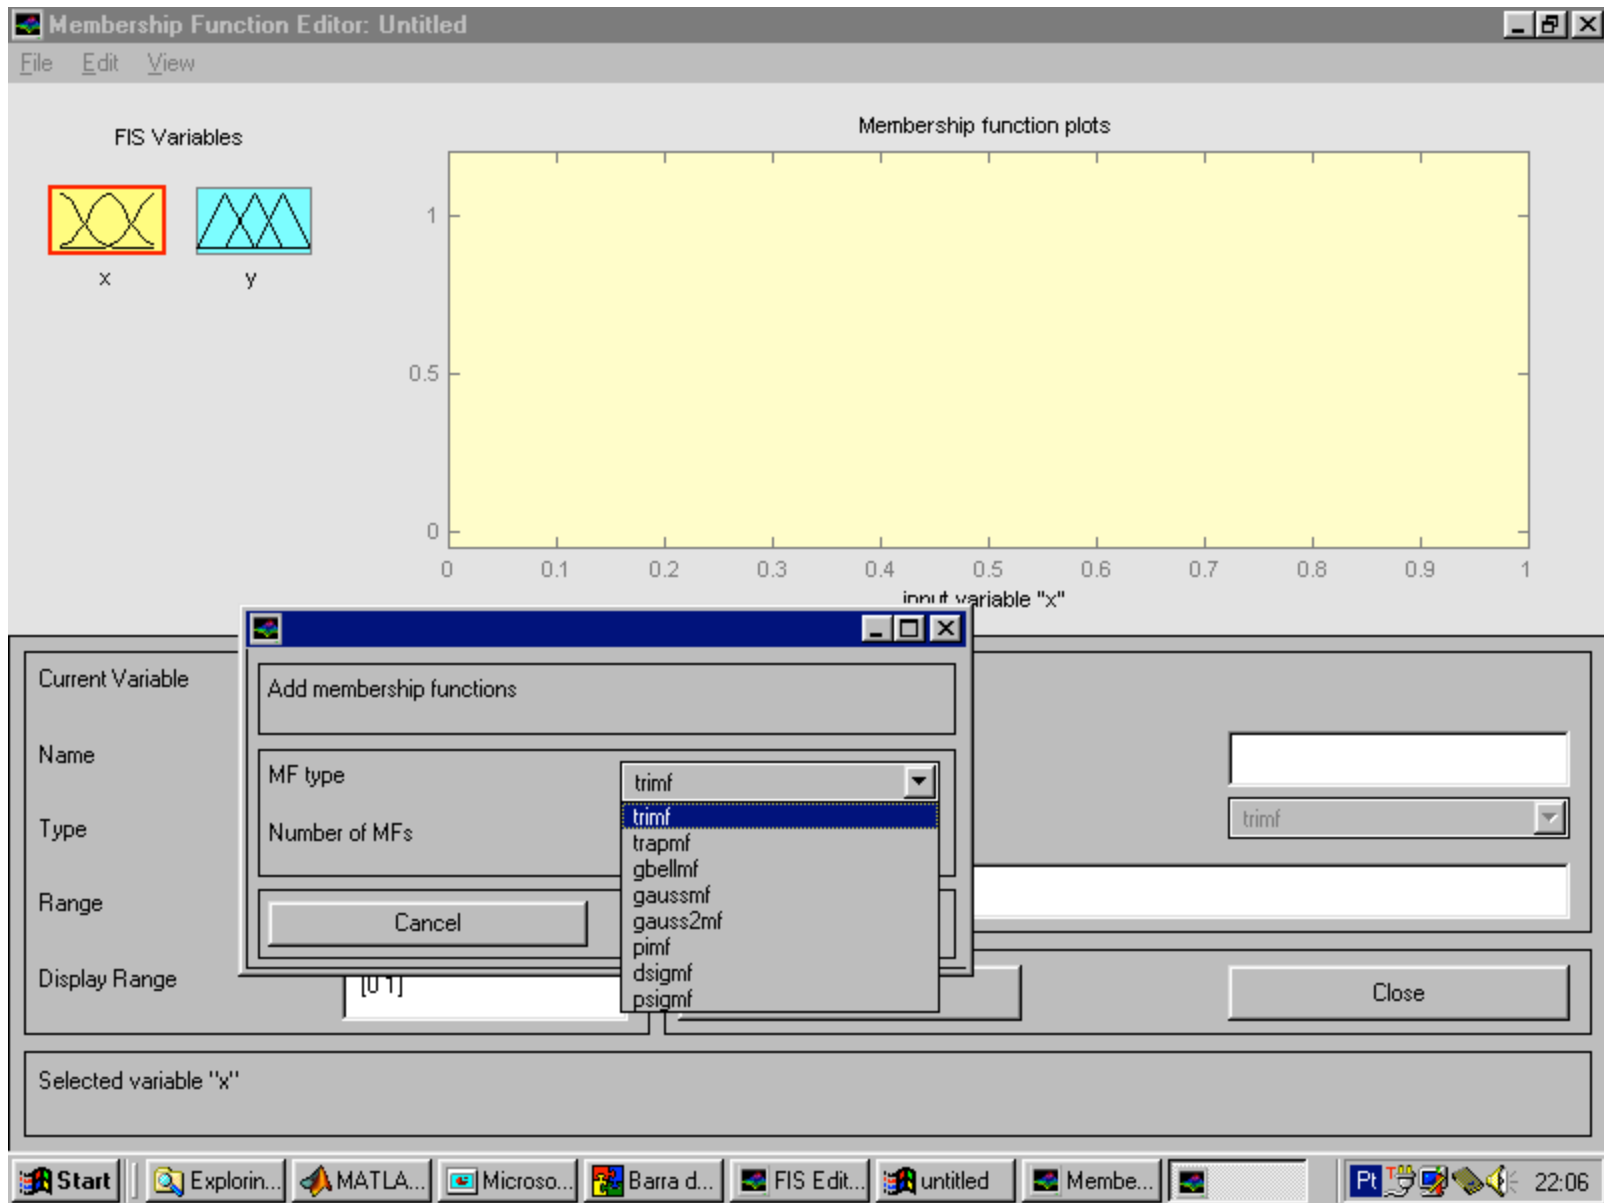 Membership Function Editor: Untitled
File Edit View
FIS Variables
Membership function plots
x y
1
0.5
0
0 0.1 0.2 0.3 0.4 0.5 0.6 0.7 0.8 0.9 1
input variable "x"
Current Variable
Name
Type
trimf
Range
Display Range
[0 1]
Close
Selected variable "x"
Add membership functions
MF type
trimf
Number of MFs
trimf
trapmf
gbellmf
gaussmf
gauss2mf
pimf
dsigmf
psigmf
Cancel
Start Explorin... MATLA... Microso... Barra d... FIS Edit... untitled Membe... Pt 22:06